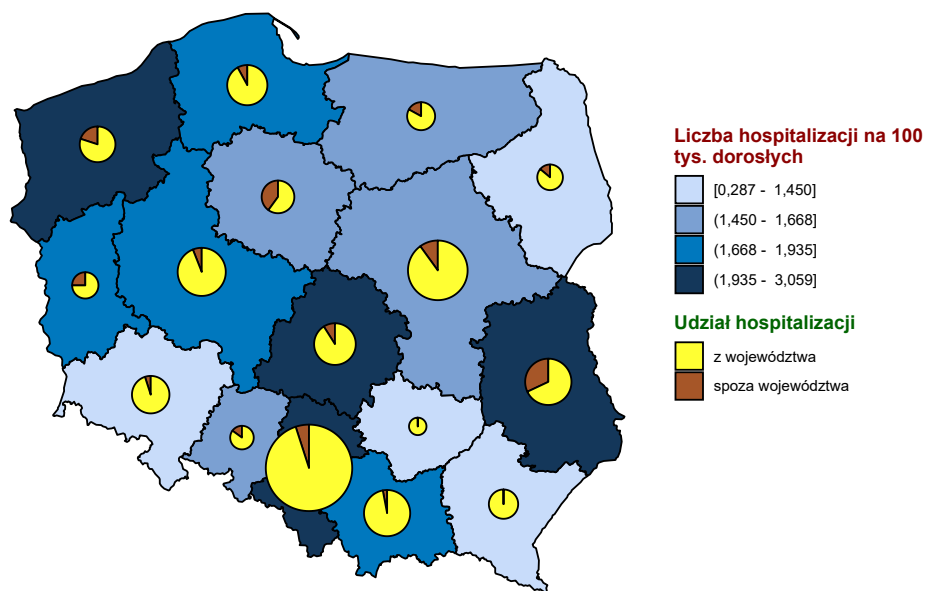 Liczba hospitalizacji na 100
tys. dorosłych
[0,287 - 1,450]
(1,450 - 1,668]
(1,668 - 1,935]
(1,935 - 3,059]
Udział hospitalizacji
z województwa
spoza województwa